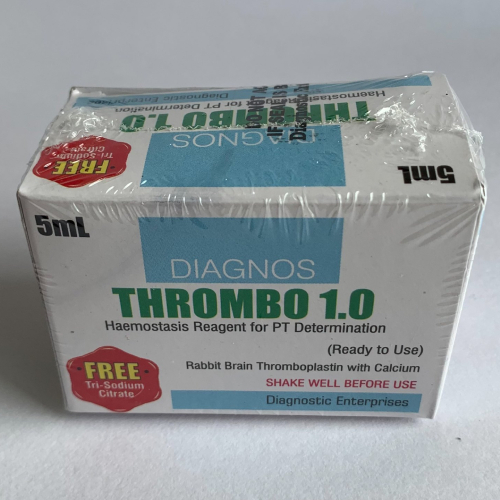 Haemostasis Reagent for PT Determination
THROMBO 1.0
DIAGNOS
FREE
Tri-Sodium
Citrate
5mL
5mL
DIAGNOS
THROMBO 1.0
Haemostasis Reagent for PT Determination
(Ready to Use)
Rabbit Brain Thromboplastin with Calcium
SHAKE WELL BEFORE USE
Diagnostic Enterprises
FREE
Tri-Sodium
Citrate